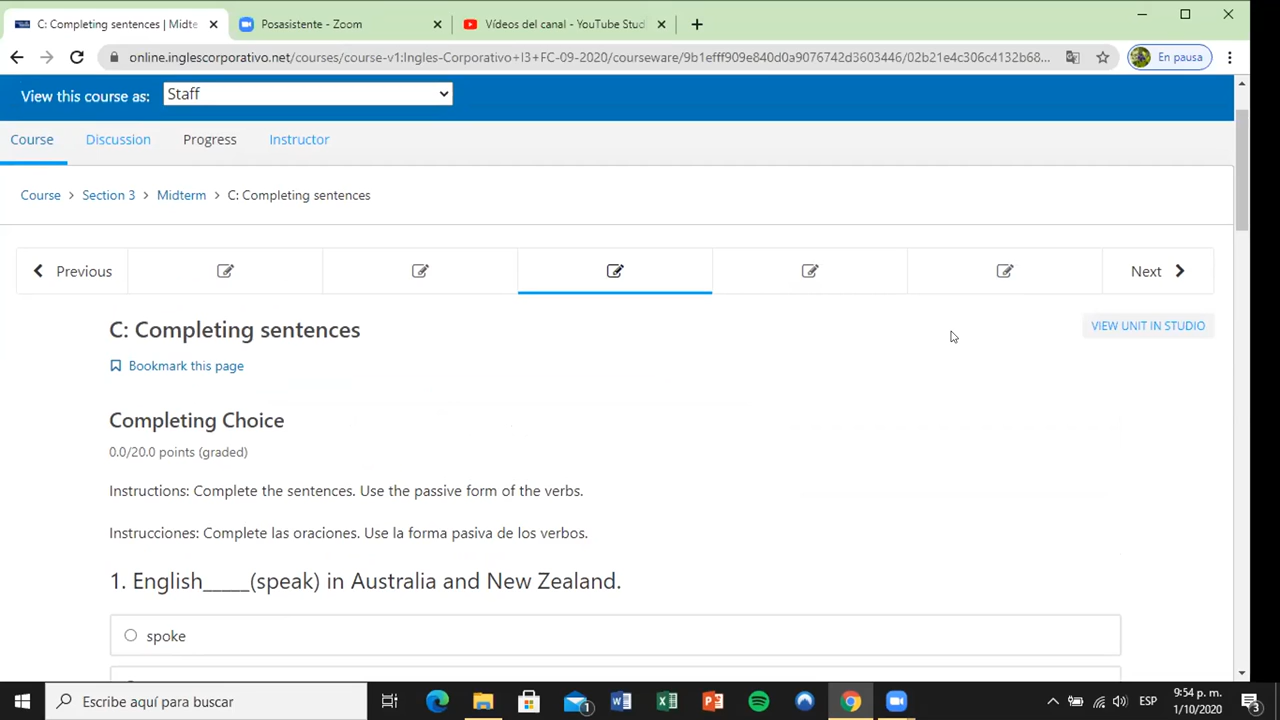 C: Completing sentences | Midte
Posasistente - Zoom
Vídeos del canal - YouTube Stud
online.inglescorporativo.net/courses/course-v1:Ingles-Corporativo+I3+FC-09-2020/courseware/9b1efff909e840d0a9076742d366a446/02b21e4c306c4132b68...
En pausa
View this course as:
Staff
Course
Discussion
Progress
Instructor
Course > Section 3 > Midterm > C: Completing sentences
Previous
Next
C: Completing sentences
VIEW UNIT IN STUDIO
Bookmark this page
Completing Choice
0.0/20.0 points (graded)
Instructions: Complete the sentences. Use the passive form of the verbs.
Instrucciones: Complete las oraciones. Use la forma pasiva de los verbos.
1. English_____(speak) in Australia and New Zealand.
spoke
Escribe aquí para buscar
1
ESP
9:54 p. m.
1/10/2020
3